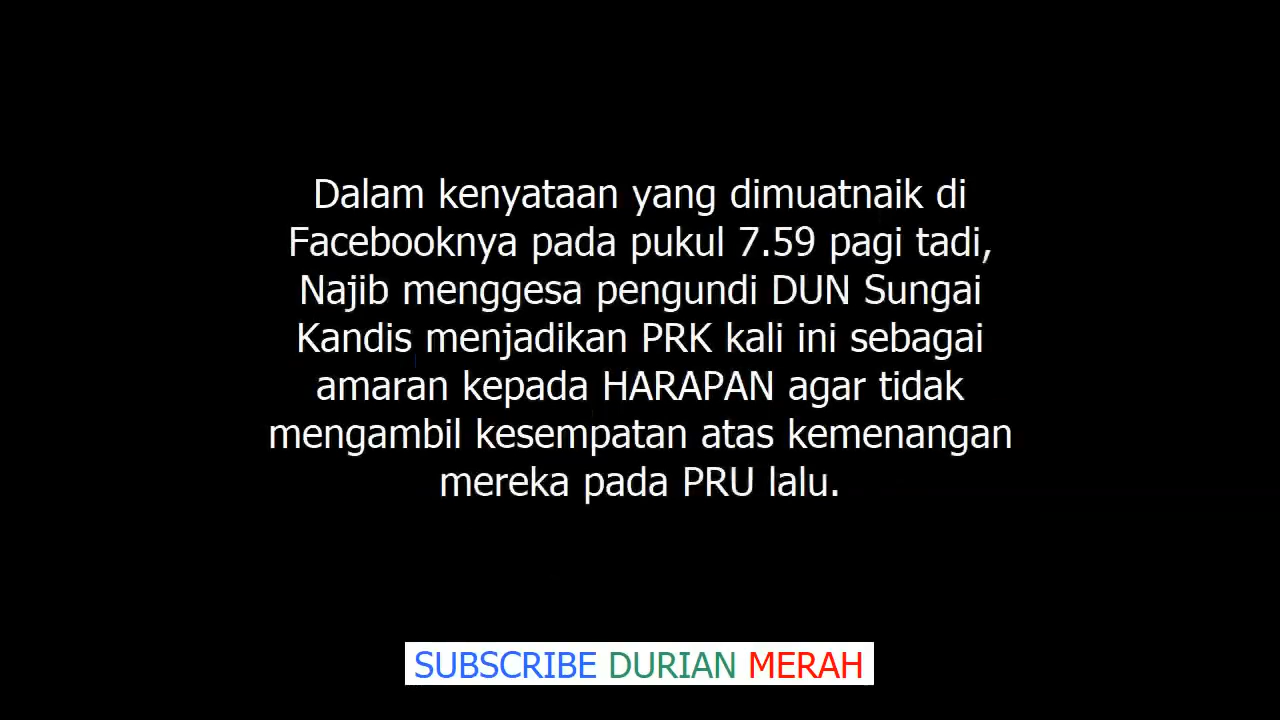 Dalam kenyataan yang dimuatnaik di
Facebooknya pada pukul 7.59 pagi tadi,
Najib menggesa pengundi DUN Sungai
Kandis menjadikan PRK kali ini sebagai
amaran kepada HARAPAN agar tidak
mengambil kesempatan atas kemenangan
mereka pada PRU lalu.
SUBSCRIBE DURIAN MERAH